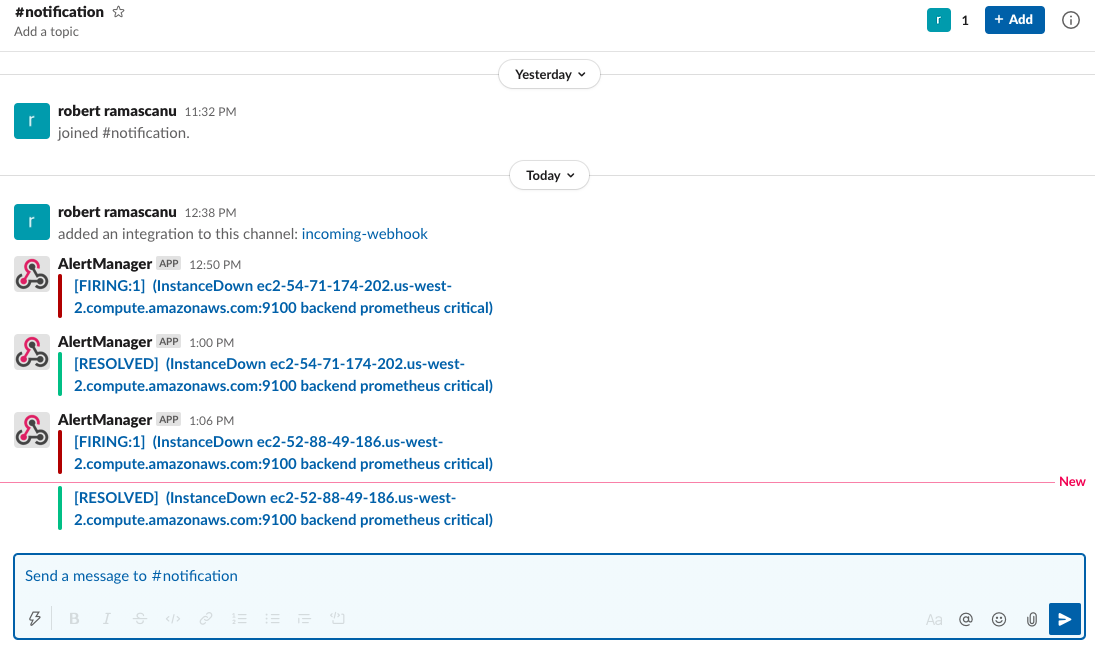 #notification
Add a topic
r 1 + Add
Yesterday
r
robert ramascanu 11:32 PM
joined #notification.
Today
r
robert ramascanu 12:38 PM
added an integration to this channel: incoming-webhook
AlertManager APP 12:50 PM
[FIRING:1] (InstanceDown ec2-54-71-174-202.us-west-
2.compute.amazonaws.com:9100 backend prometheus critical)
AlertManager APP 1:00 PM
[RESOLVED] (InstanceDown ec2-54-71-174-202.us-west-
2.compute.amazonaws.com:9100 backend prometheus critical)
AlertManager APP 1:06 PM
[FIRING:1] (InstanceDown ec2-52-88-49-186.us-west-
2.compute.amazonaws.com:9100 backend prometheus critical)
New
[RESOLVED] (InstanceDown ec2-52-88-49-186.us-west-
2.compute.amazonaws.com:9100 backend prometheus critical)
Send a message to #notification
B I S </> Aa @